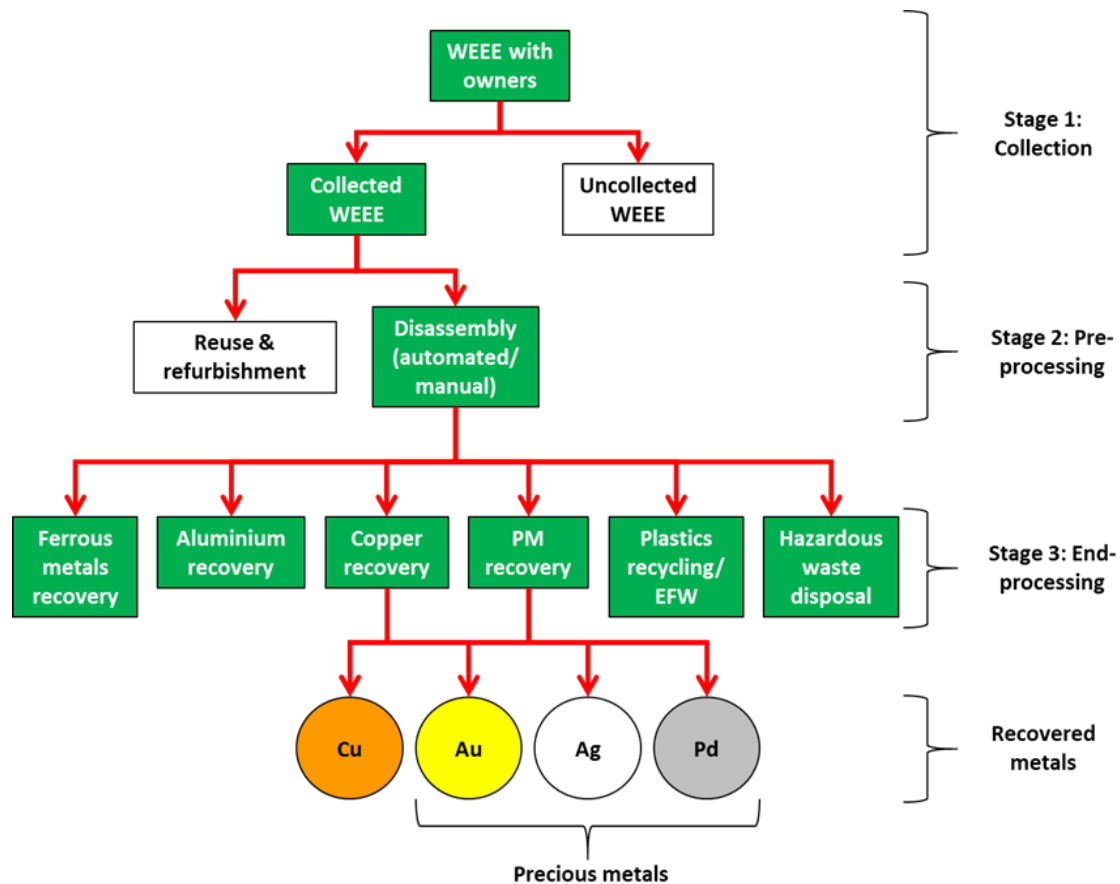 WEEE with
owners
Stage 1:
Collection
Collected
WEEE
Uncollected
WEEE
Reuse &
refurbishment
Disassembly
(automated/
manual)
Stage 2: Pre-
processing
Ferrous
metals
recovery
Aluminium
recovery
Copper
recovery
PM
recovery
Plastics
recycling/
EFW
Hazardous
waste
disposal
Stage 3: End-
processing
Cu
Au
Ag
Pd
Recovered
metals
Precious metals